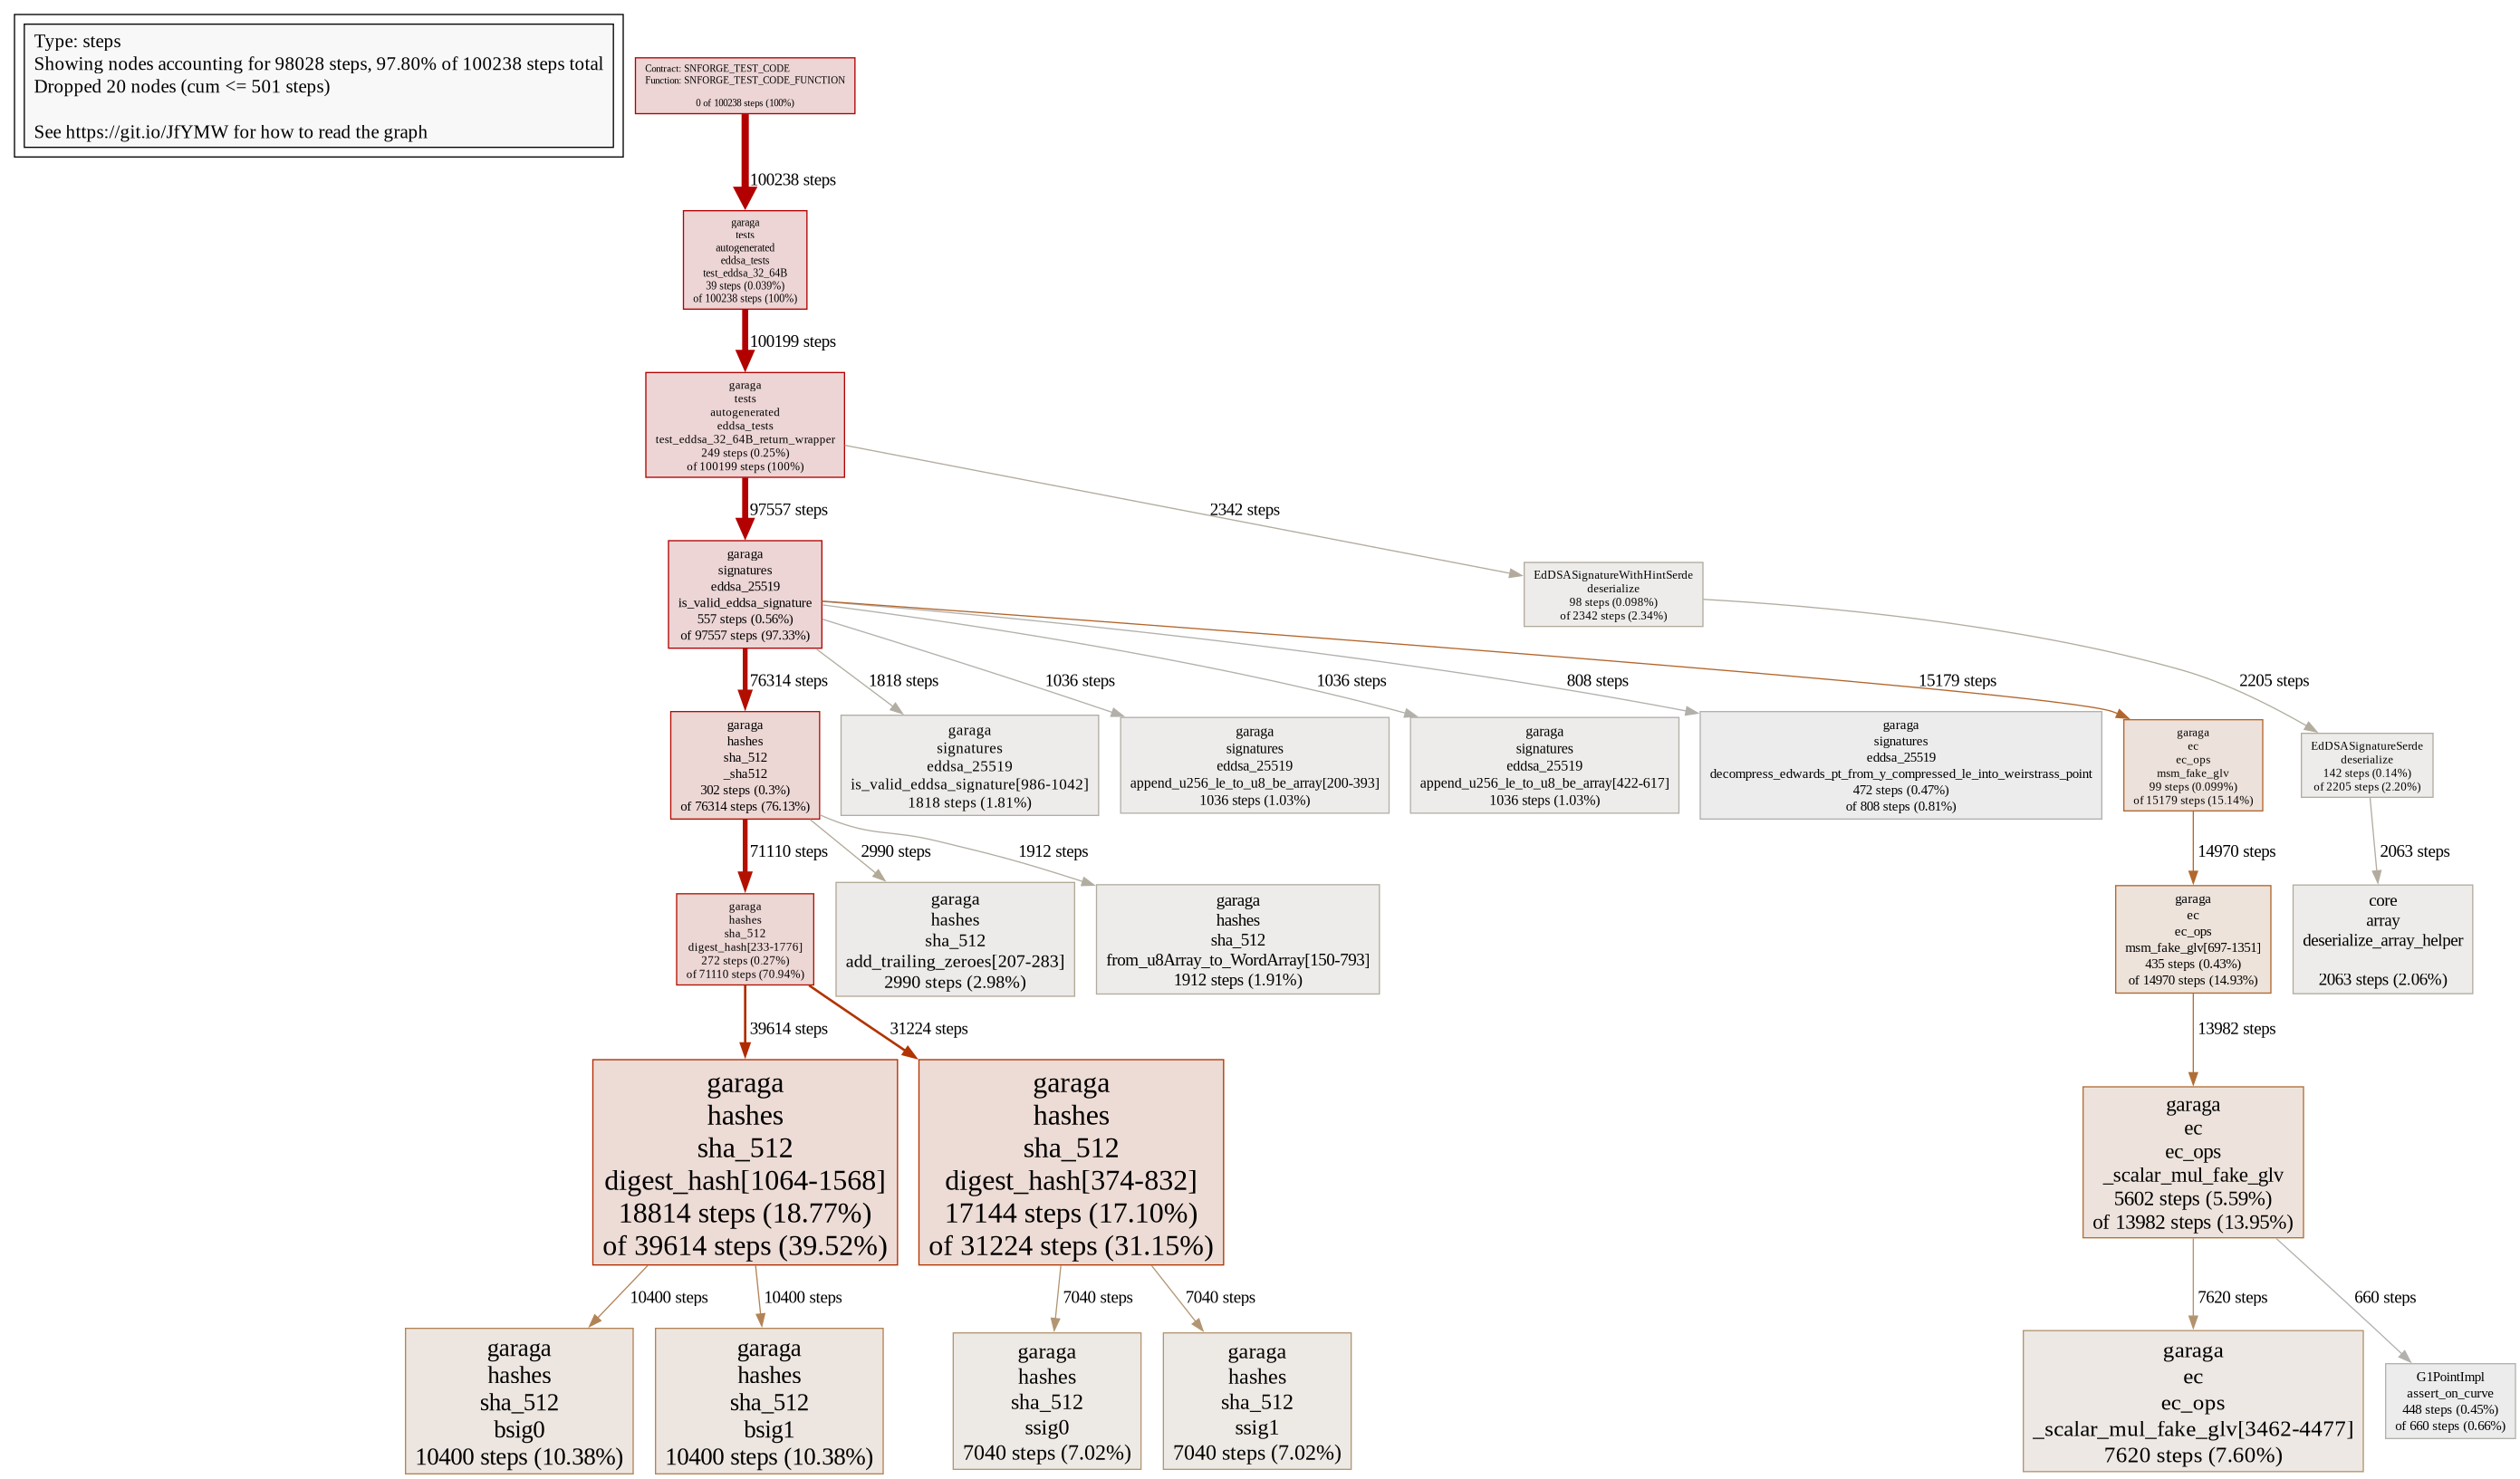 Type: steps
Showing nodes accounting for 98028 steps, 97.80% of 100238 steps total
Dropped 20 nodes (cum <= 501 steps)
See https://git.io/JfYMW for how to read the graph
Contract: SNFORGE_TEST_CODE
Function: SNFORGE_TEST_CODE_FUNCTION
0 of 100238 steps (100%)
100238 steps
garaga
tests
autogenerated
eddsa_tests
test_eddsa_32_64B
39 steps (0.039%)
of 100238 steps (100%)
100199 steps
garaga
tests
autogenerated
eddsa_tests
test_eddsa_32_64B_return_wrapper
249 steps (0.25%)
of 100199 steps (100%)
97557 steps
2342 steps
garaga
signatures
eddsa_25519
is_valid_eddsa_signature
557 steps (0.56%)
of 97557 steps (97.33%)
EdDSASignatureWithHintSerde
deserialize
98 steps (0.098%)
of 2342 steps (2.34%)
76314 steps
1818 steps
1036 steps
1036 steps
808 steps
15179 steps
2205 steps
garaga
hashes
sha_512
_sha512
302 steps (0.3%)
of 76314 steps (76.13%)
garaga
signatures
eddsa_25519
is_valid_eddsa_signature[986-1042]
1818 steps (1.81%)
garaga
signatures
eddsa_25519
append_u256_le_to_u8_be_array[200-393]
1036 steps (1.03%)
garaga
signatures
eddsa_25519
append_u256_le_to_u8_be_array[422-617]
1036 steps (1.03%)
garaga
signatures
eddsa_25519
decompress_edwards_pt_from_y_compressed_le_into_weirstrass_point
472 steps (0.47%)
of 808 steps (0.81%)
garaga
ec
ec_ops
msm_fake_glv
99 steps (0.099%)
of 15179 steps (15.14%)
EdDSASignatureSerde
deserialize
142 steps (0.14%)
of 2205 steps (2.20%)
71110 steps
2990 steps
1912 steps
14970 steps
2063 steps
garaga
hashes
sha_512
digest_hash[233-1776]
272 steps (0.27%)
of 71110 steps (70.94%)
garaga
hashes
sha_512
add_trailing_zeroes[207-283]
2990 steps (2.98%)
garaga
hashes
sha_512
from_u8Array_to_WordArray[150-793]
1912 steps (1.91%)
garaga
ec
ec_ops
msm_fake_glv[697-1351]
435 steps (0.43%)
of 14970 steps (14.93%)
core
array
deserialize_array_helper
2063 steps (2.06%)
39614 steps
31224 steps
13982 steps
garaga
hashes
sha_512
digest_hash[1064-1568]
18814 steps (18.77%)
of 39614 steps (39.52%)
garaga
hashes
sha_512
digest_hash[374-832]
17144 steps (17.10%)
of 31224 steps (31.15%)
garaga
ec
ec_ops
_scalar_mul_fake_glv
5602 steps (5.59%)
of 13982 steps (13.95%)
10400 steps
10400 steps
7040 steps
7040 steps
7620 steps
660 steps
garaga
hashes
sha_512
bsig0
10400 steps (10.38%)
garaga
hashes
sha_512
bsig1
10400 steps (10.38%)
garaga
hashes
sha_512
ssig0
7040 steps (7.02%)
garaga
hashes
sha_512
ssig1
7040 steps (7.02%)
garaga
ec
ec_ops
_scalar_mul_fake_glv[3462-4477]
7620 steps (7.60%)
G1PointImpl
assert_on_curve
448 steps (0.45%)
of 660 steps (0.66%)